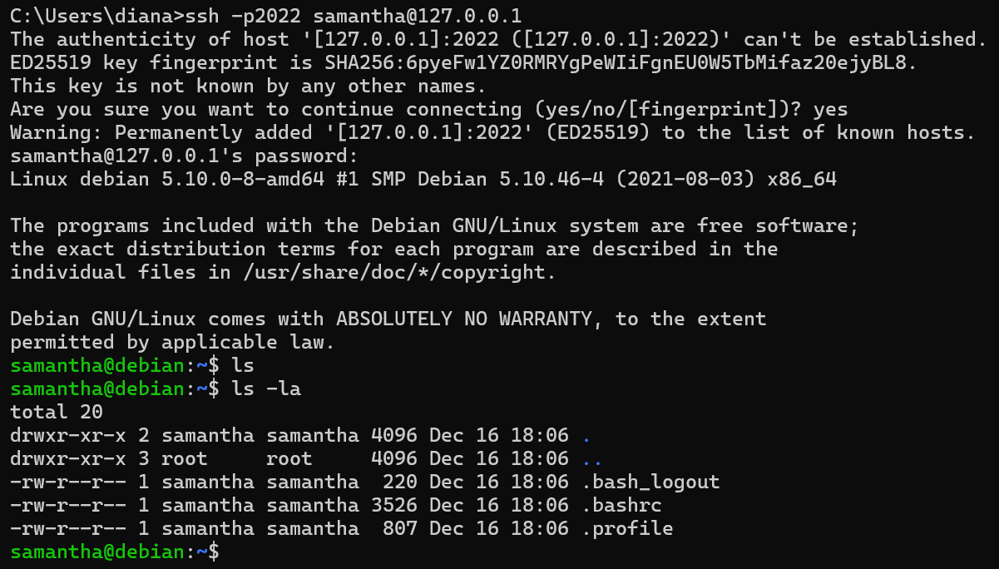 C:\Users\diana>ssh -p2022 samantha@127.0.0.1
The authenticity of host '[127.0.0.1]:2022 ([127.0.0.1]:2022)' can't be established.
ED25519 key fingerprint is SHA256:6pyeFw1YZ0RMRYgPeWIiFgnEU0W5TbMifaz20ejyBL8.
This key is not known by any other names.
Are you sure you want to continue connecting (yes/no/[fingerprint])? yes
Warning: Permanently added '[127.0.0.1]:2022' (ED25519) to the list of known hosts.
samantha@127.0.0.1's password:
Linux debian 5.10.0-8-amd64 #1 SMP Debian 5.10.46-4 (2021-08-03) x86_64

The programs included with the Debian GNU/Linux system are free software;
the exact distribution terms for each program are described in the
individual files in /usr/share/doc/*/copyright.

Debian GNU/Linux comes with ABSOLUTELY NO WARRANTY, to the extent
permitted by applicable law.
samantha@debian:~$ ls
samantha@debian:~$ ls -la
total 20
drwxr-xr-x 2 samantha samantha 4096 Dec 16 18:06 .
drwxr-xr-x 3 root     root     4096 Dec 16 18:06 ..
-rw-r--r-- 1 samantha samantha  220 Dec 16 18:06 .bash_logout
-rw-r--r-- 1 samantha samantha 3526 Dec 16 18:06 .bashrc
-rw-r--r-- 1 samantha samantha  807 Dec 16 18:06 .profile
samantha@debian:~$